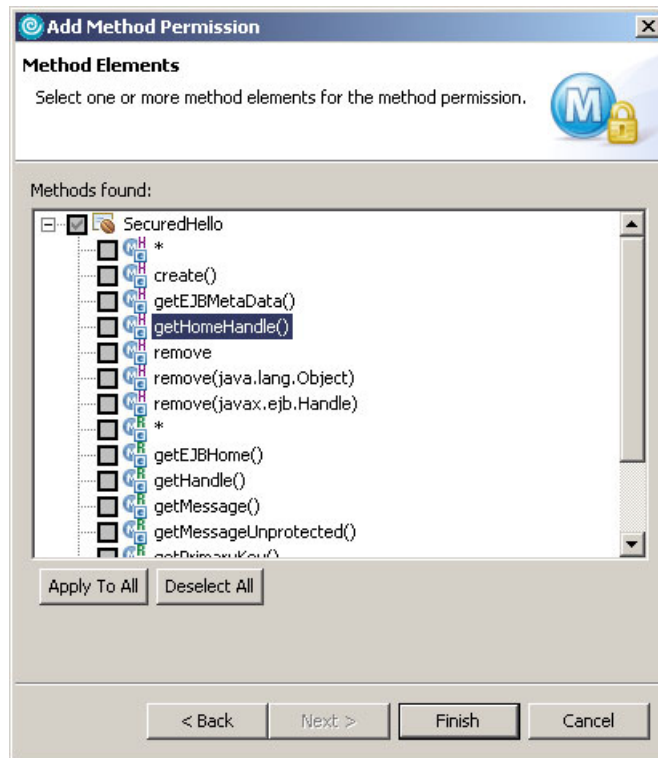 Add Method Permission
Method Elements
Select one or more method elements for the method permission.
M
Methods found:
SecuredHello
*
create()
getEJBMetaData()
getHomeHandle()
remove
remove(java.lang.Object)
remove(javax.ejb.Handle)
*
getEJBHome()
getHandle()
getMessage()
getMessageUnprotected()
getPrimaryKey()
Apply To All
Deselect All
< Back
Next >
Finish
Cancel